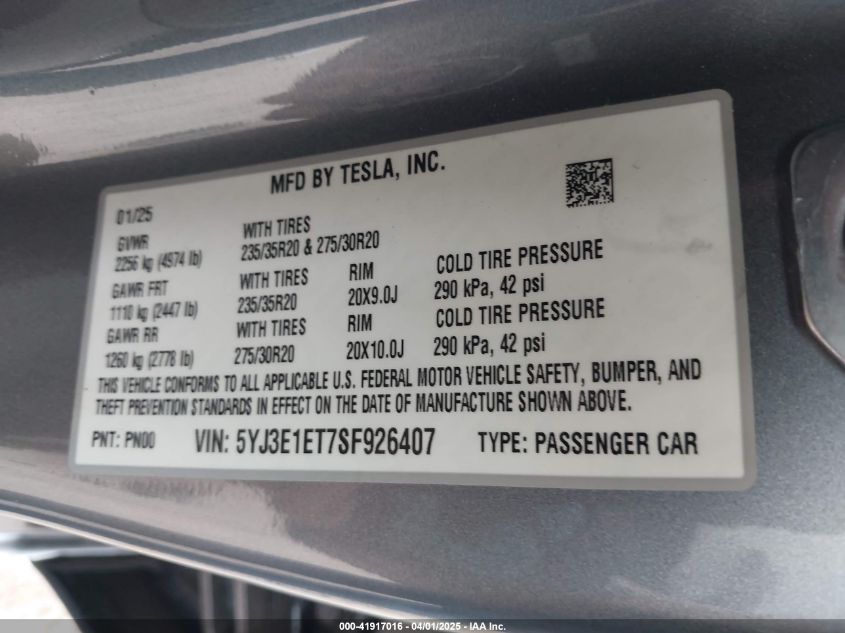 MFD BY TESLA, INC.
01/25
GVWR
2256 kg (4974 lb)
WITH TIRES
235/35R20 & 275/30R20
GAWR FRT
1110 kg (2447 lb)
WITH TIRES
235/35R20
RIM
20X9.0J
COLD TIRE PRESSURE
290 kPa, 42 psi
GAWR RR
1260 kg (2778 lb)
WITH TIRES
275/30R20
RIM
20X10.0J
COLD TIRE PRESSURE
290 kPa, 42 psi
THIS VEHICLE CONFORMS TO ALL APPLICABLE U.S. FEDERAL MOTOR VEHICLE SAFETY, BUMPER, AND
THEFT PREVENTION STANDARDS IN EFFECT ON THE DATE OF MANUFACTURE SHOWN ABOVE.
PNT: PN00 VIN: 5YJ3E1ET7SF926407 TYPE: PASSENGER CAR
000-41917016 - 04/01/2025 - IAA Inc.